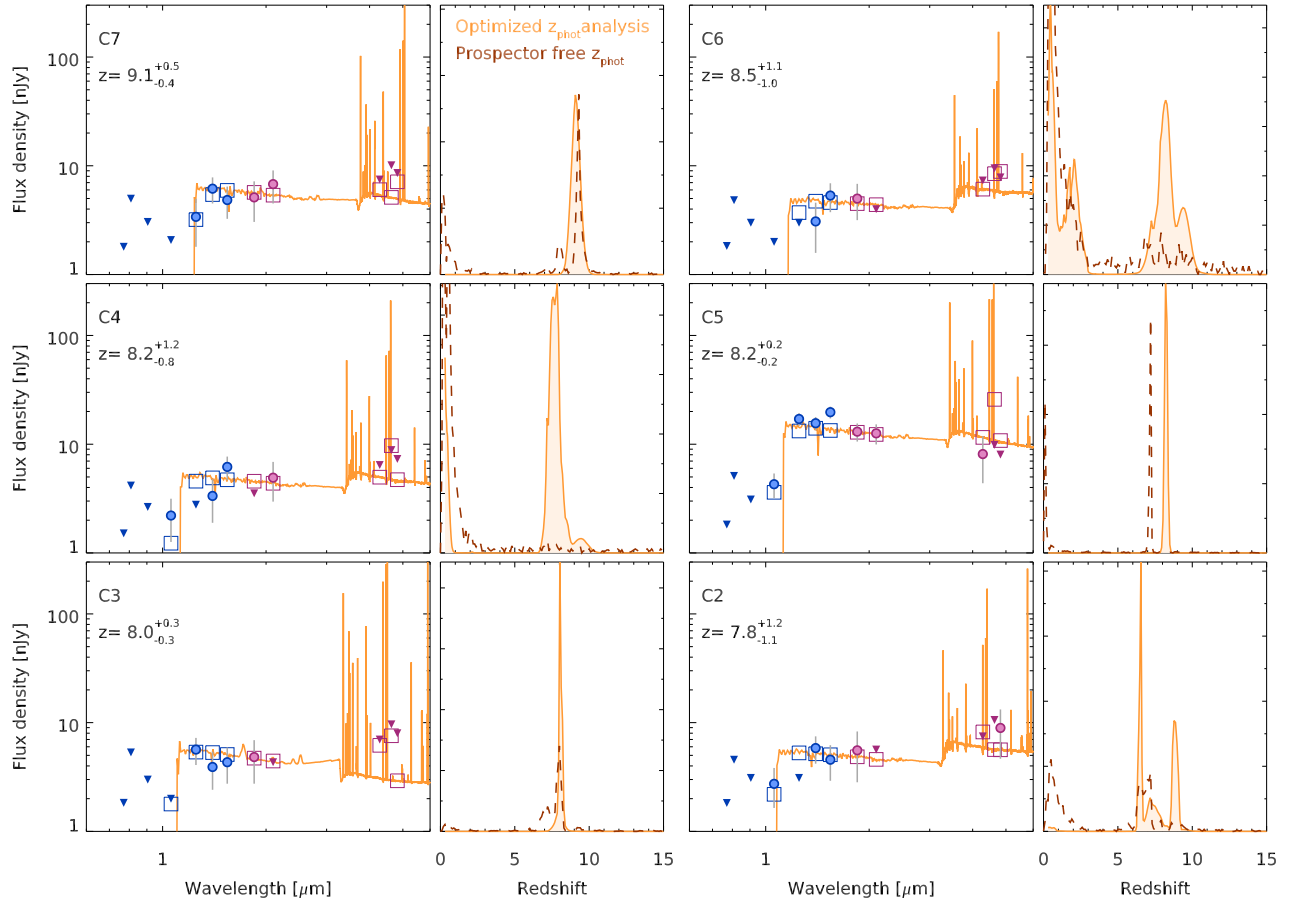 C7
z= 9.1 +0.5 -0.4
Optimized z_phot analysis
Prospector free z_phot
C6
z= 8.5 +1.1 -1.0
Flux density [nJy]
100
10
1
C4
z= 8.2 +1.2 -0.8
C5
z= 8.2 +0.2 -0.2
Flux density [nJy]
100
10
1
C3
z= 8.0 +0.3 -0.3
C2
z= 7.8 +1.2 -1.1
Flux density [nJy]
100
10
1
1
0 5 10 15
1
0 5 10 15
Wavelength [μm]
Redshift
Wavelength [μm]
Redshift